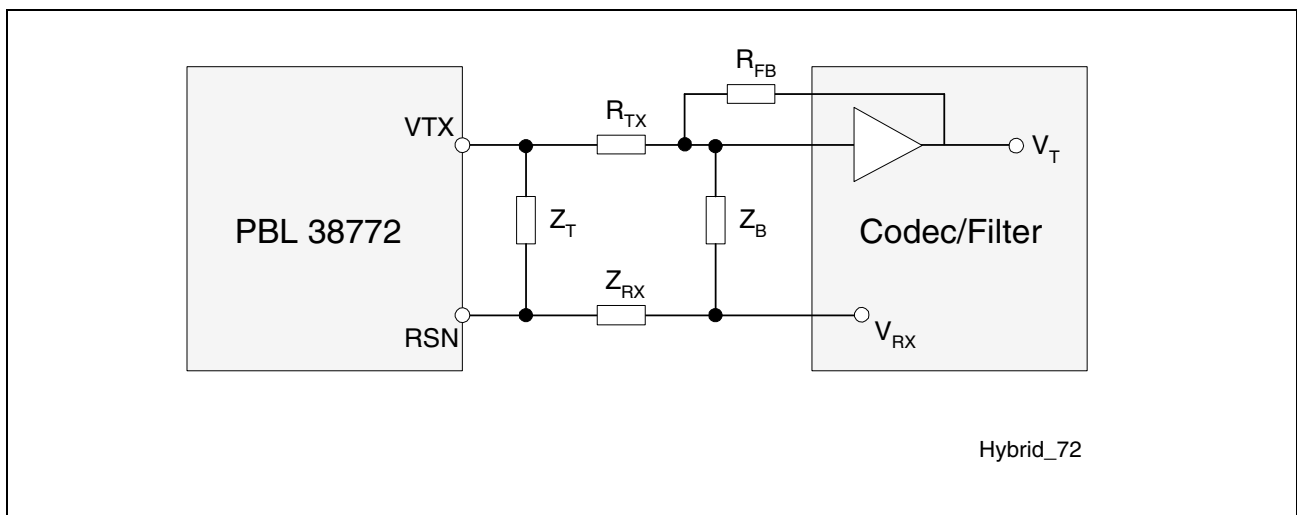 R_FB
R_TX
VTX
V_T
PBL 38772
Z_T
Z_B
Codec/Filter
Z_RX
V_RX
RSN
Hybrid_72